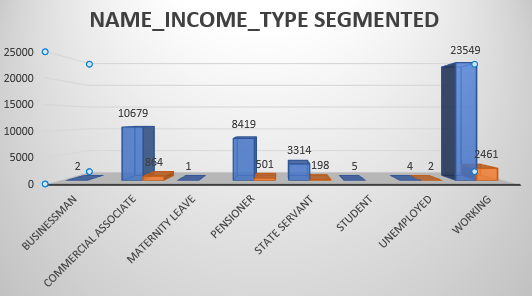 NAME_INCOME_TYPE SEGMENTED
25000
20000
15000
10000
5000
0
2
10679
864
1
8419
501
3314
198
5
4
2
23549
2461
BUSINESSMAN
COMMERCIAL ASSOCIATE
MATERNITY LEAVE
PENSIONER
STATE SERVANT
STUDENT
UNEMPLOYED
WORKING